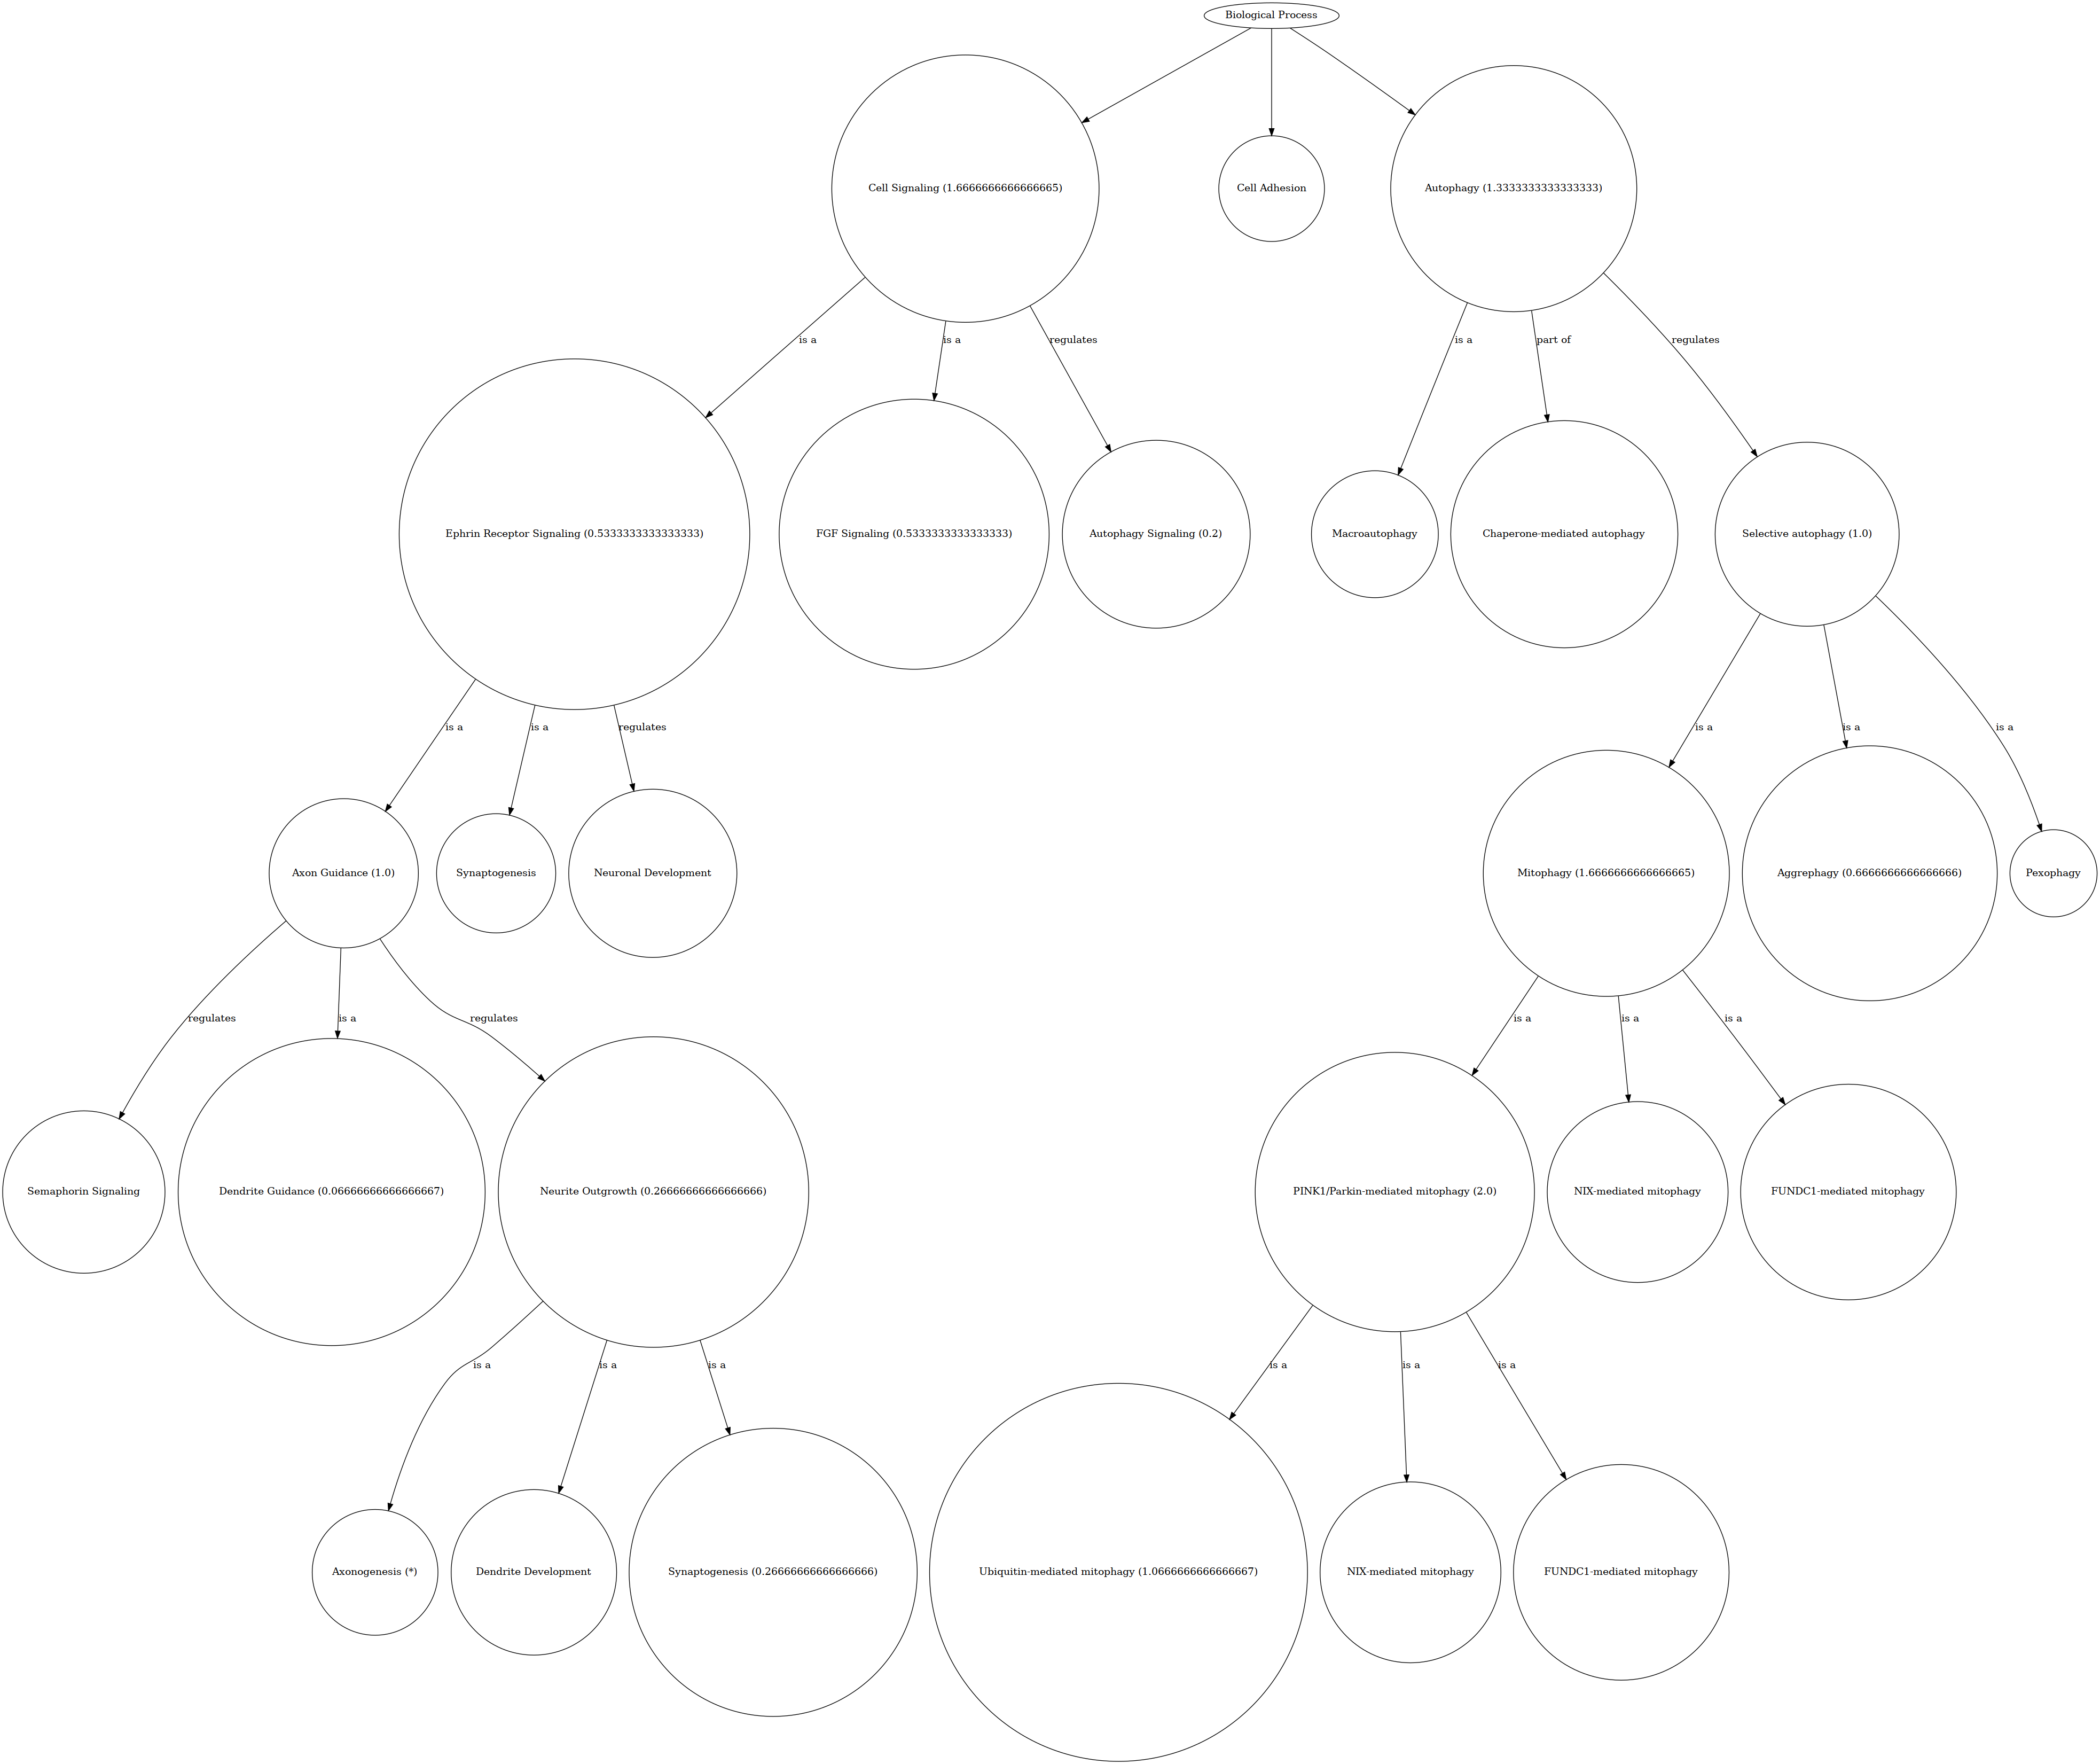 Biological Process
Cell Signaling (1.6666666666666665)
Cell Adhesion
Autophagy (1.3333333333333333)
is a
is a
regulates
is a
part of
regulates
Ephrin Receptor Signaling (0.5333333333333333)
FGF Signaling (0.5333333333333333)
Autophagy Signaling (0.2)
Macroautophagy
Chaperone-mediated autophagy
Selective autophagy (1.0)
is a
is a
regulates
is a
is a
is a
Axon Guidance (1.0)
Synaptogenesis
Neuronal Development
Mitophagy (1.6666666666666665)
Aggrephagy (0.6666666666666666)
Pexophagy
regulates
is a
regulates
is a
is a
is a
Semaphorin Signaling
Dendrite Guidance (0.06666666666666667)
Neurite Outgrowth (0.26666666666666666)
PINK1/Parkin-mediated mitophagy (2.0)
NIX-mediated mitophagy
FUNDC1-mediated mitophagy
is a
is a
is a
is a
is a
is a
Axonogenesis (*)
Dendrite Development
Synaptogenesis (0.26666666666666666)
Ubiquitin-mediated mitophagy (1.0666666666666667)
NIX-mediated mitophagy
FUNDC1-mediated mitophagy